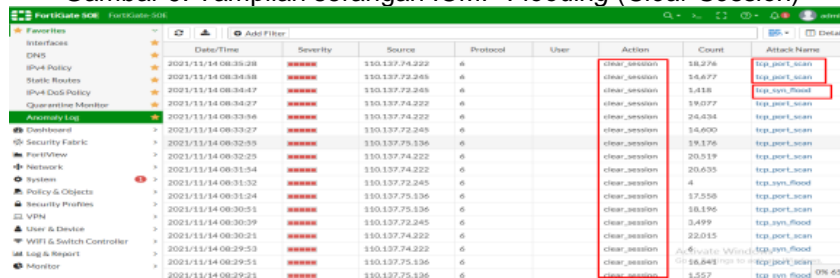 Gambar 6. Tampilan serangan ICMP Flooding (Clear Session)
FortiGate 50E FortiGate-50E
Favorites
Interfaces
DNS
IPv4 Policy
Static Routes
IPv4 DoS Policy
Quarantine Monitor
Anomaly Log
Dashboard
Security Fabric
FortiView
Network
System
Policy & Objects
Security Profiles
VPN
User & Device
WiFi & Switch Controller
Log & Report
Monitor
Add Filter
Date/Time Severity Source Protocol User Action Count Attack Name
2021/11/14 08:35:28 110.137.74.222 6 clear_session 18,276 tcp_port_scan
2021/11/14 08:34:58 110.137.72.245 6 clear_session 14,677 tcp_port_scan
2021/11/14 08:34:47 110.137.72.245 6 clear_session 1,418 tcp_syn_flood
2021/11/14 08:34:27 110.137.74.222 6 clear_session 19,077 tcp_port_scan
2021/11/14 08:33:56 110.137.74.222 6 clear_session 24,434 tcp_port_scan
2021/11/14 08:33:27 110.137.72.245 6 clear_session 14,600 tcp_port_scan
2021/11/14 08:32:55 110.137.75.136 6 clear_session 19,176 tcp_port_scan
2021/11/14 08:32:25 110.137.74.222 6 clear_session 20,519 tcp_port_scan
2021/11/14 08:31:54 110.137.74.222 6 clear_session 20,635 tcp_port_scan
2021/11/14 08:31:32 110.137.72.245 6 clear_session 4 tcp_syn_flood
2021/11/14 08:31:24 110.137.75.136 6 clear_session 17,558 tcp_port_scan
2021/11/14 08:30:51 110.137.75.136 6 clear_session 18,196 tcp_port_scan
2021/11/14 08:30:39 110.137.72.245 6 clear_session 3,499 tcp_syn_flood
2021/11/14 08:30:21 110.137.74.222 6 clear_session 22,015 tcp_port_scan
2021/11/14 08:29:53 110.137.74.222 6 clear_session 6 tcp_syn_flood
2021/11/14 08:29:51 110.137.75.136 6 clear_session 16,641 tcp_port_scan
2021/11/14 08:29:21 110.137.75.136 6 clear_session 1,557 tcp_syn_flood
Activate Windows
0%